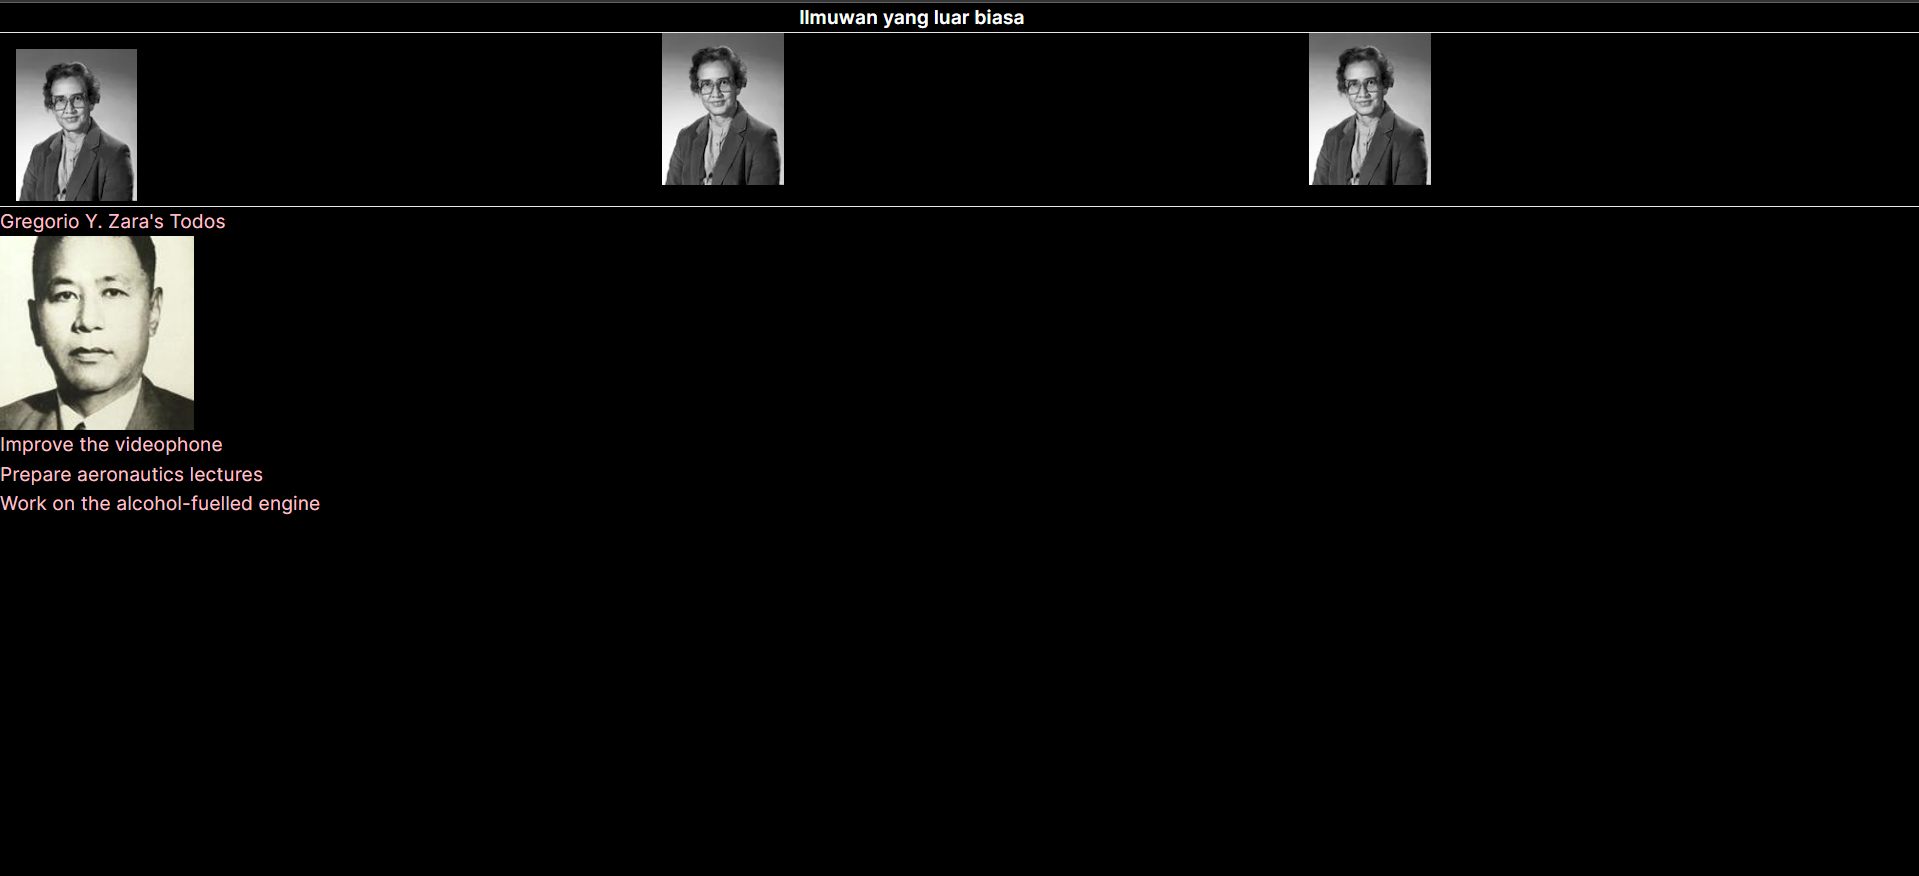 Ilmuwan yang luar biasa
Gregorio Y. Zara's Todos
Improve the videophone
Prepare aeronautics lectures
Work on the alcohol-fuelled engine